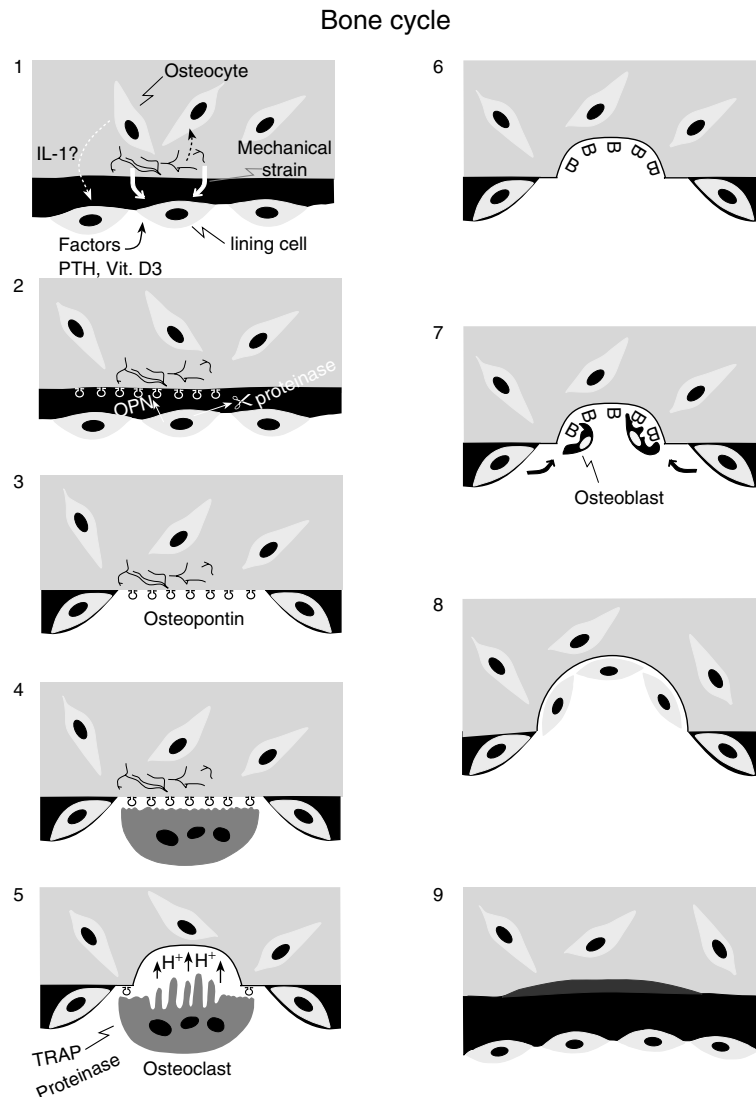 Bone cycle
1
Osteocyte
IL-1?
Mechanical
strain
Factors
PTH, Vit. D3
lining cell
2
OPN
proteinase
3
Osteopontin
4
5
H+ H+
TRAP
Proteinase
Osteoclast
6
B B B B B
7
B B B B B
Osteoblast
8
9